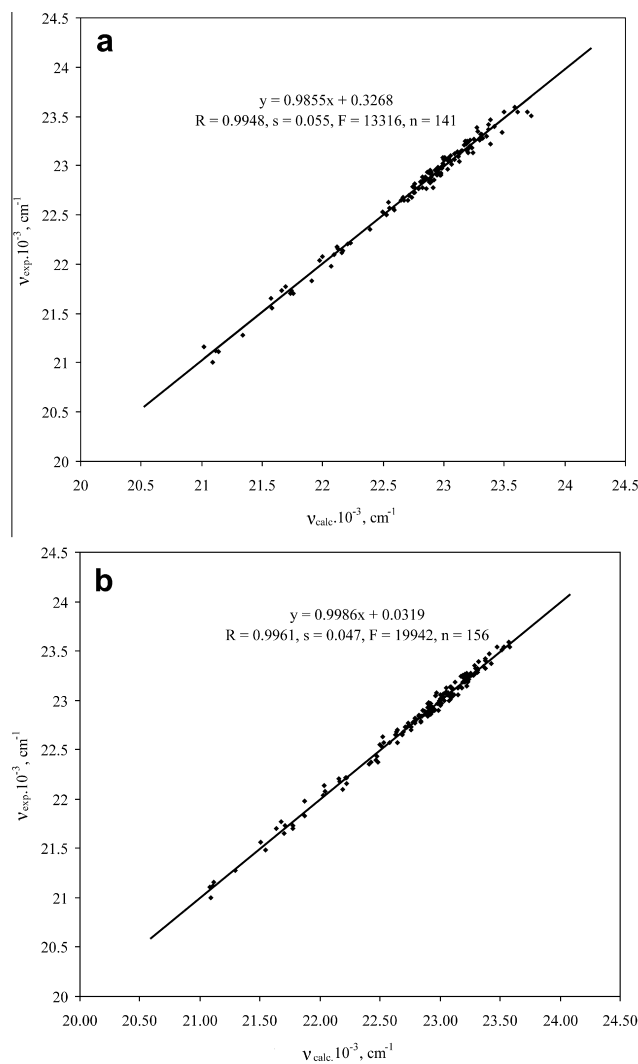 a
y = 0.9855x + 0.3268
R = 0.9948, s = 0.055, F = 13316, n = 141
24.5
24
23.5
23
22.5
22
21.5
21
20.5
20
νexp.10-3, cm-1
20 20.5 21 21.5 22 22.5 23 23.5 24 24.5
νcalc.10-3, cm-1
b
y = 0.9986x + 0.0319
R = 0.9961, s = 0.047, F = 19942, n = 156
24.5
24
23.5
23
22.5
22
21.5
21
20.5
20
νexp.10-3, cm-1
20.00 20.50 21.00 21.50 22.00 22.50 23.00 23.50 24.00 24.50
νcalc.10-3, cm-1